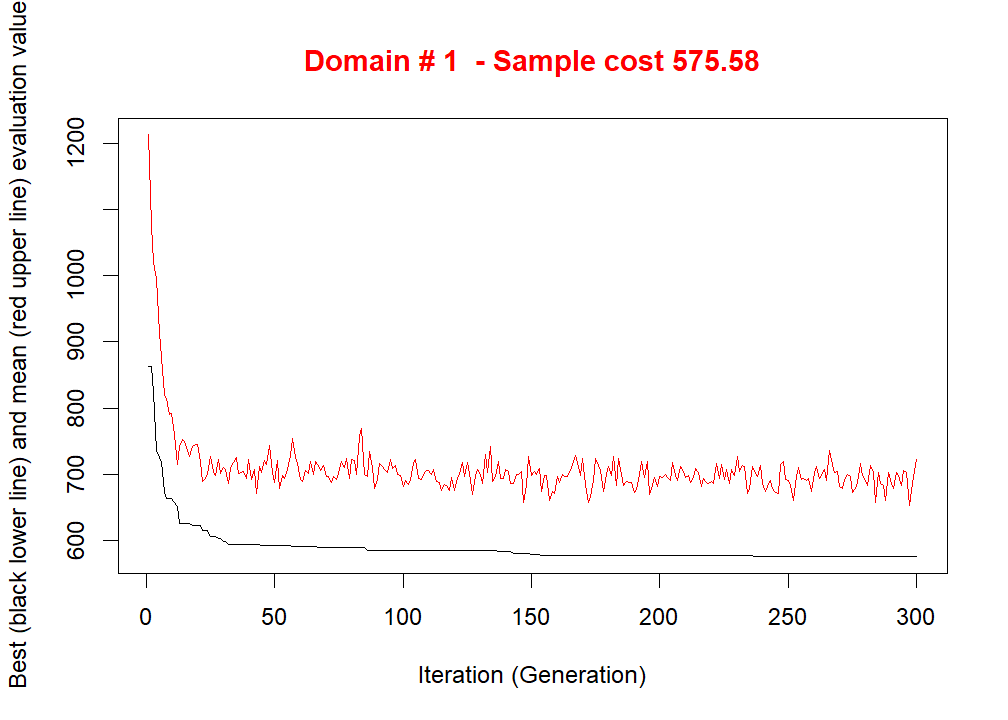 Domain # 1  - Sample cost 575.58
Best (black lower line) and mean (red upper line) evaluation value
1200
1000
900
800
700
600
0 50 100 150 200 250 300
Iteration (Generation)